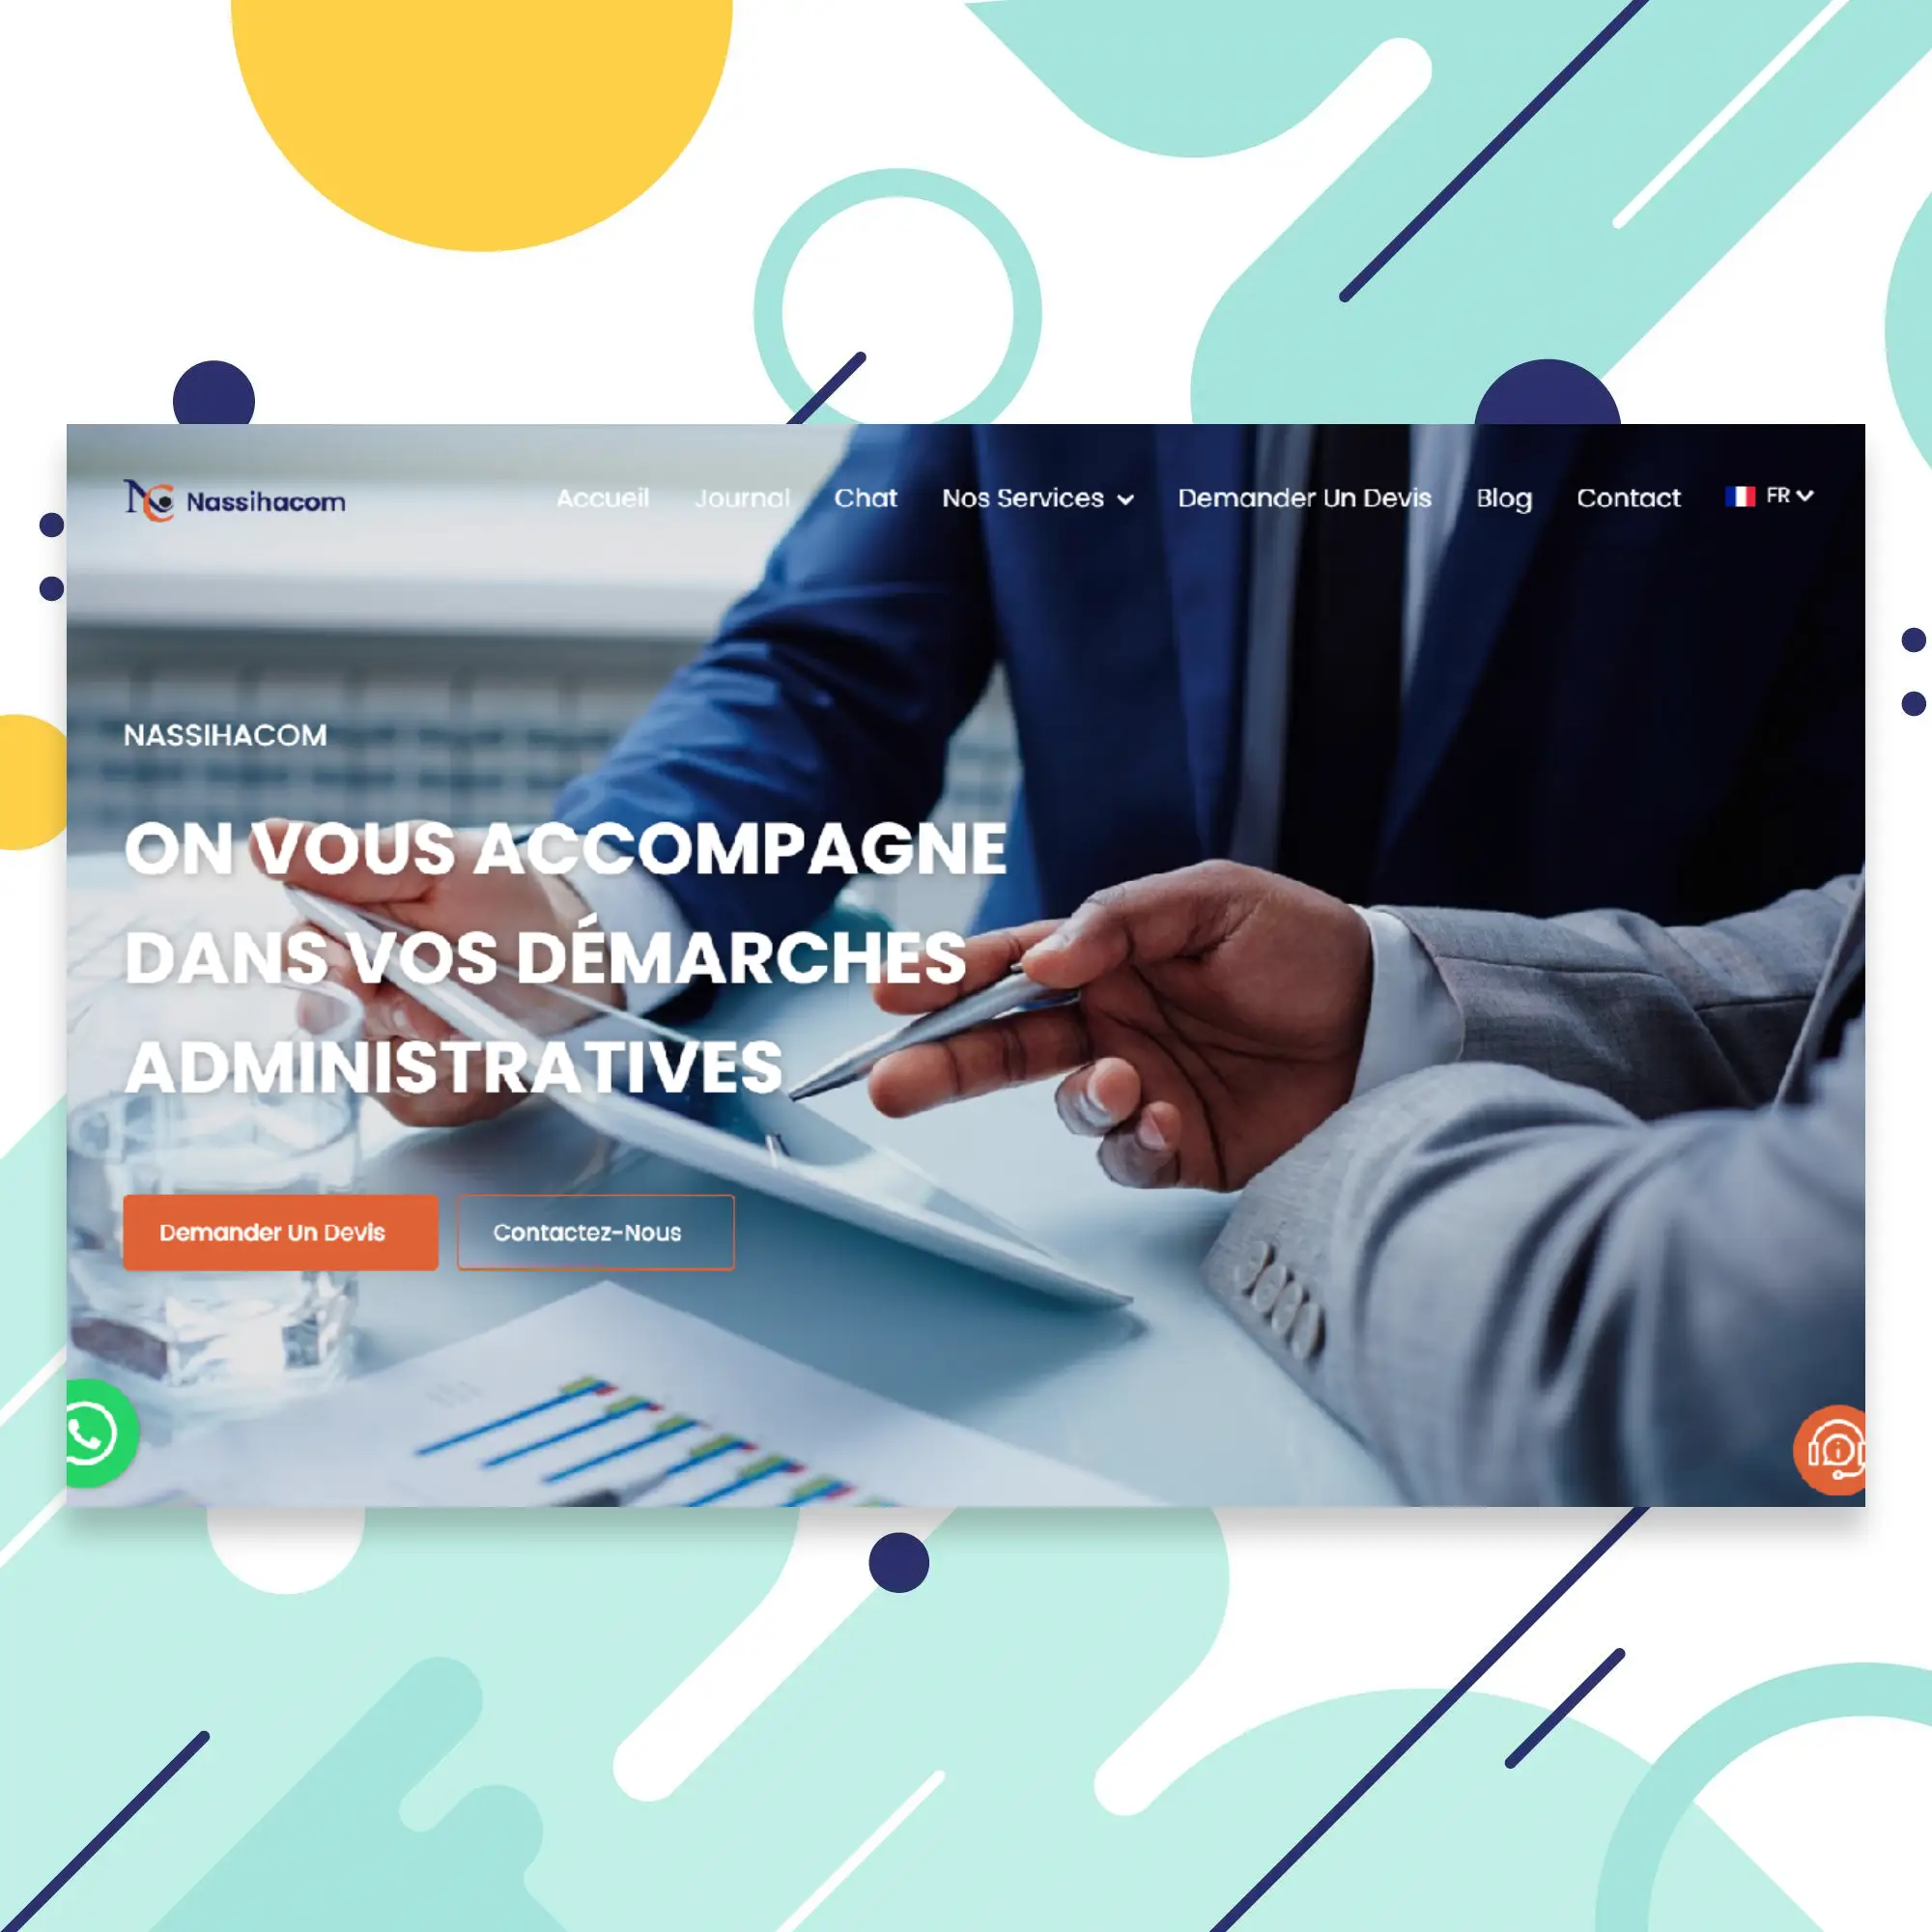 Nassihacom
Accueil Journal Chat Nos Services Demander Un Devis Blog Contact FR
NASSIHACOM
ON VOUS ACCOMPAGNE
DANS VOS DÉMARCHES
ADMINISTRATIVES
Demander Un Devis Contactez-Nous